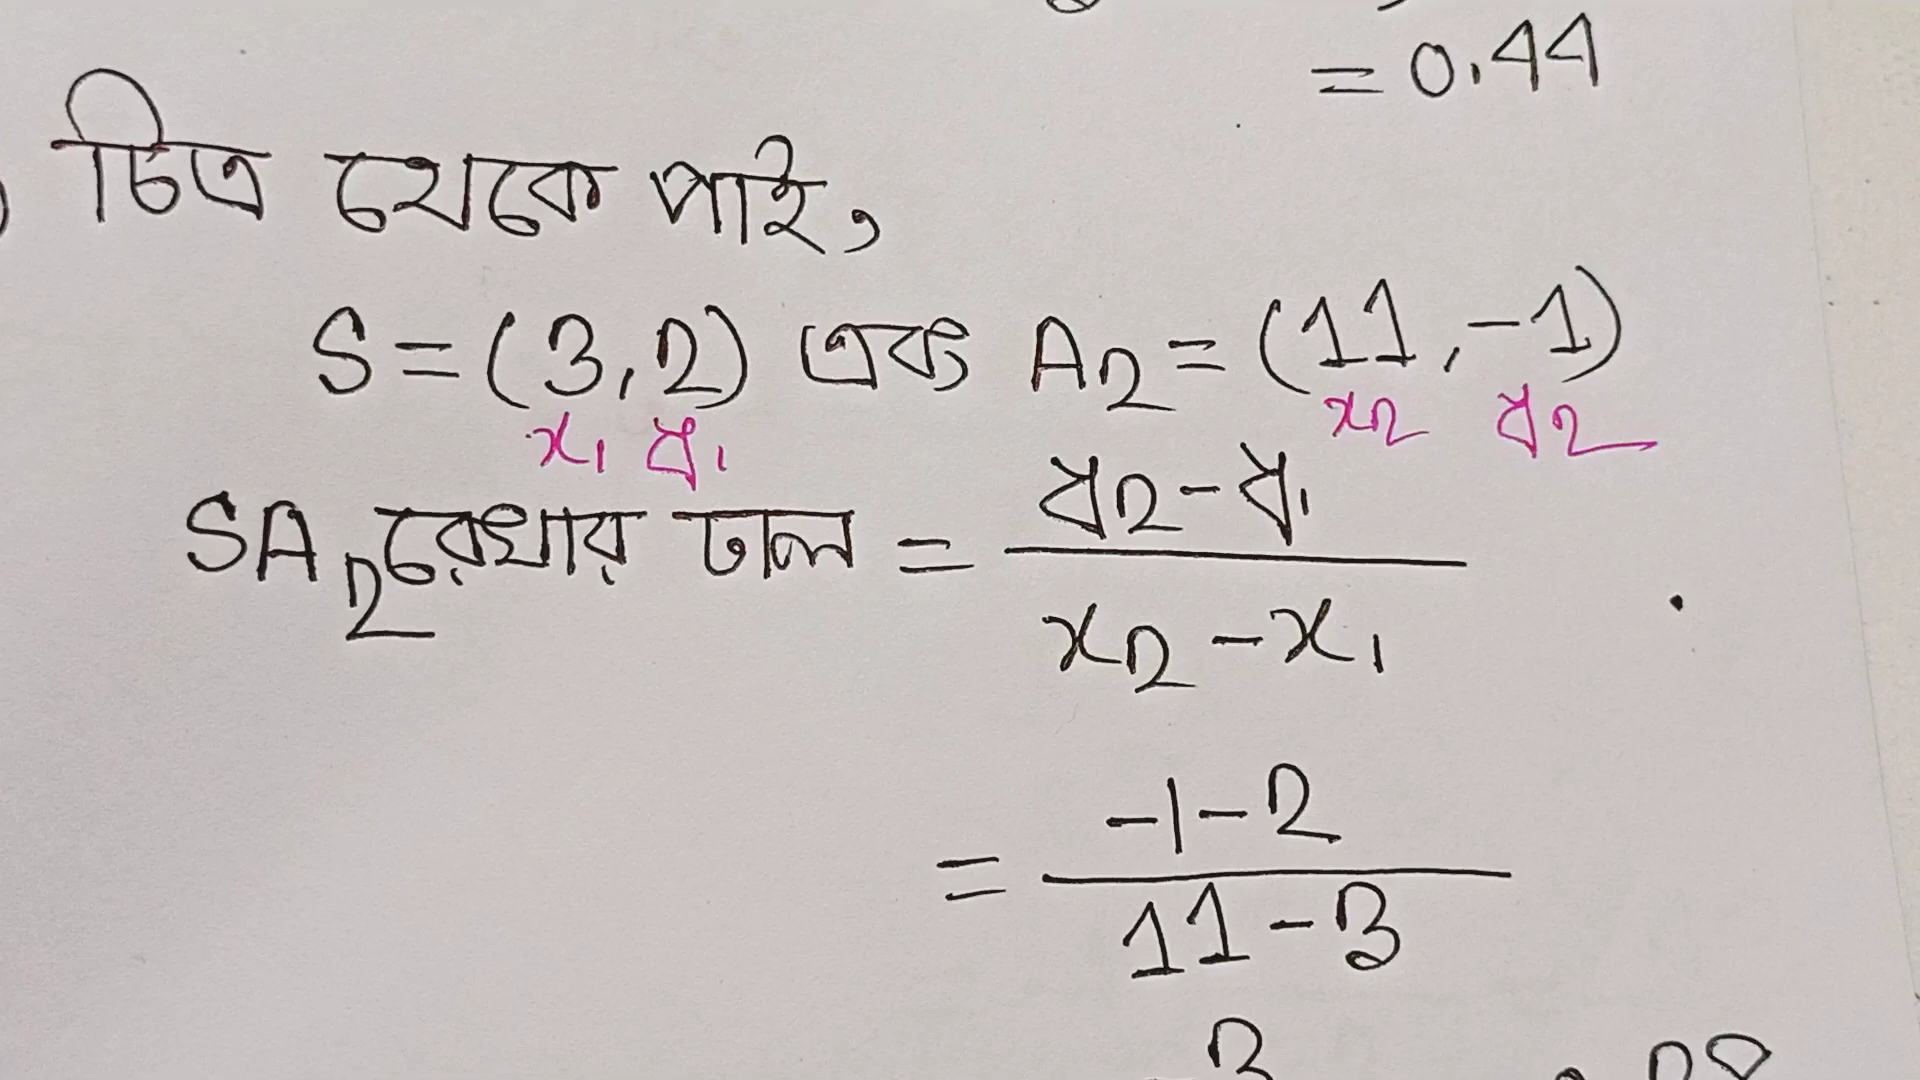 = 0.44
চিত্র থেকে পাই,
S = (3, 2) এবং A2 = (11, -1)
x1 y1 x2 y2
SA2 রেখার ঢাল = y2 - y1
x2 - x1
= -1 - 2
11 - 3
3